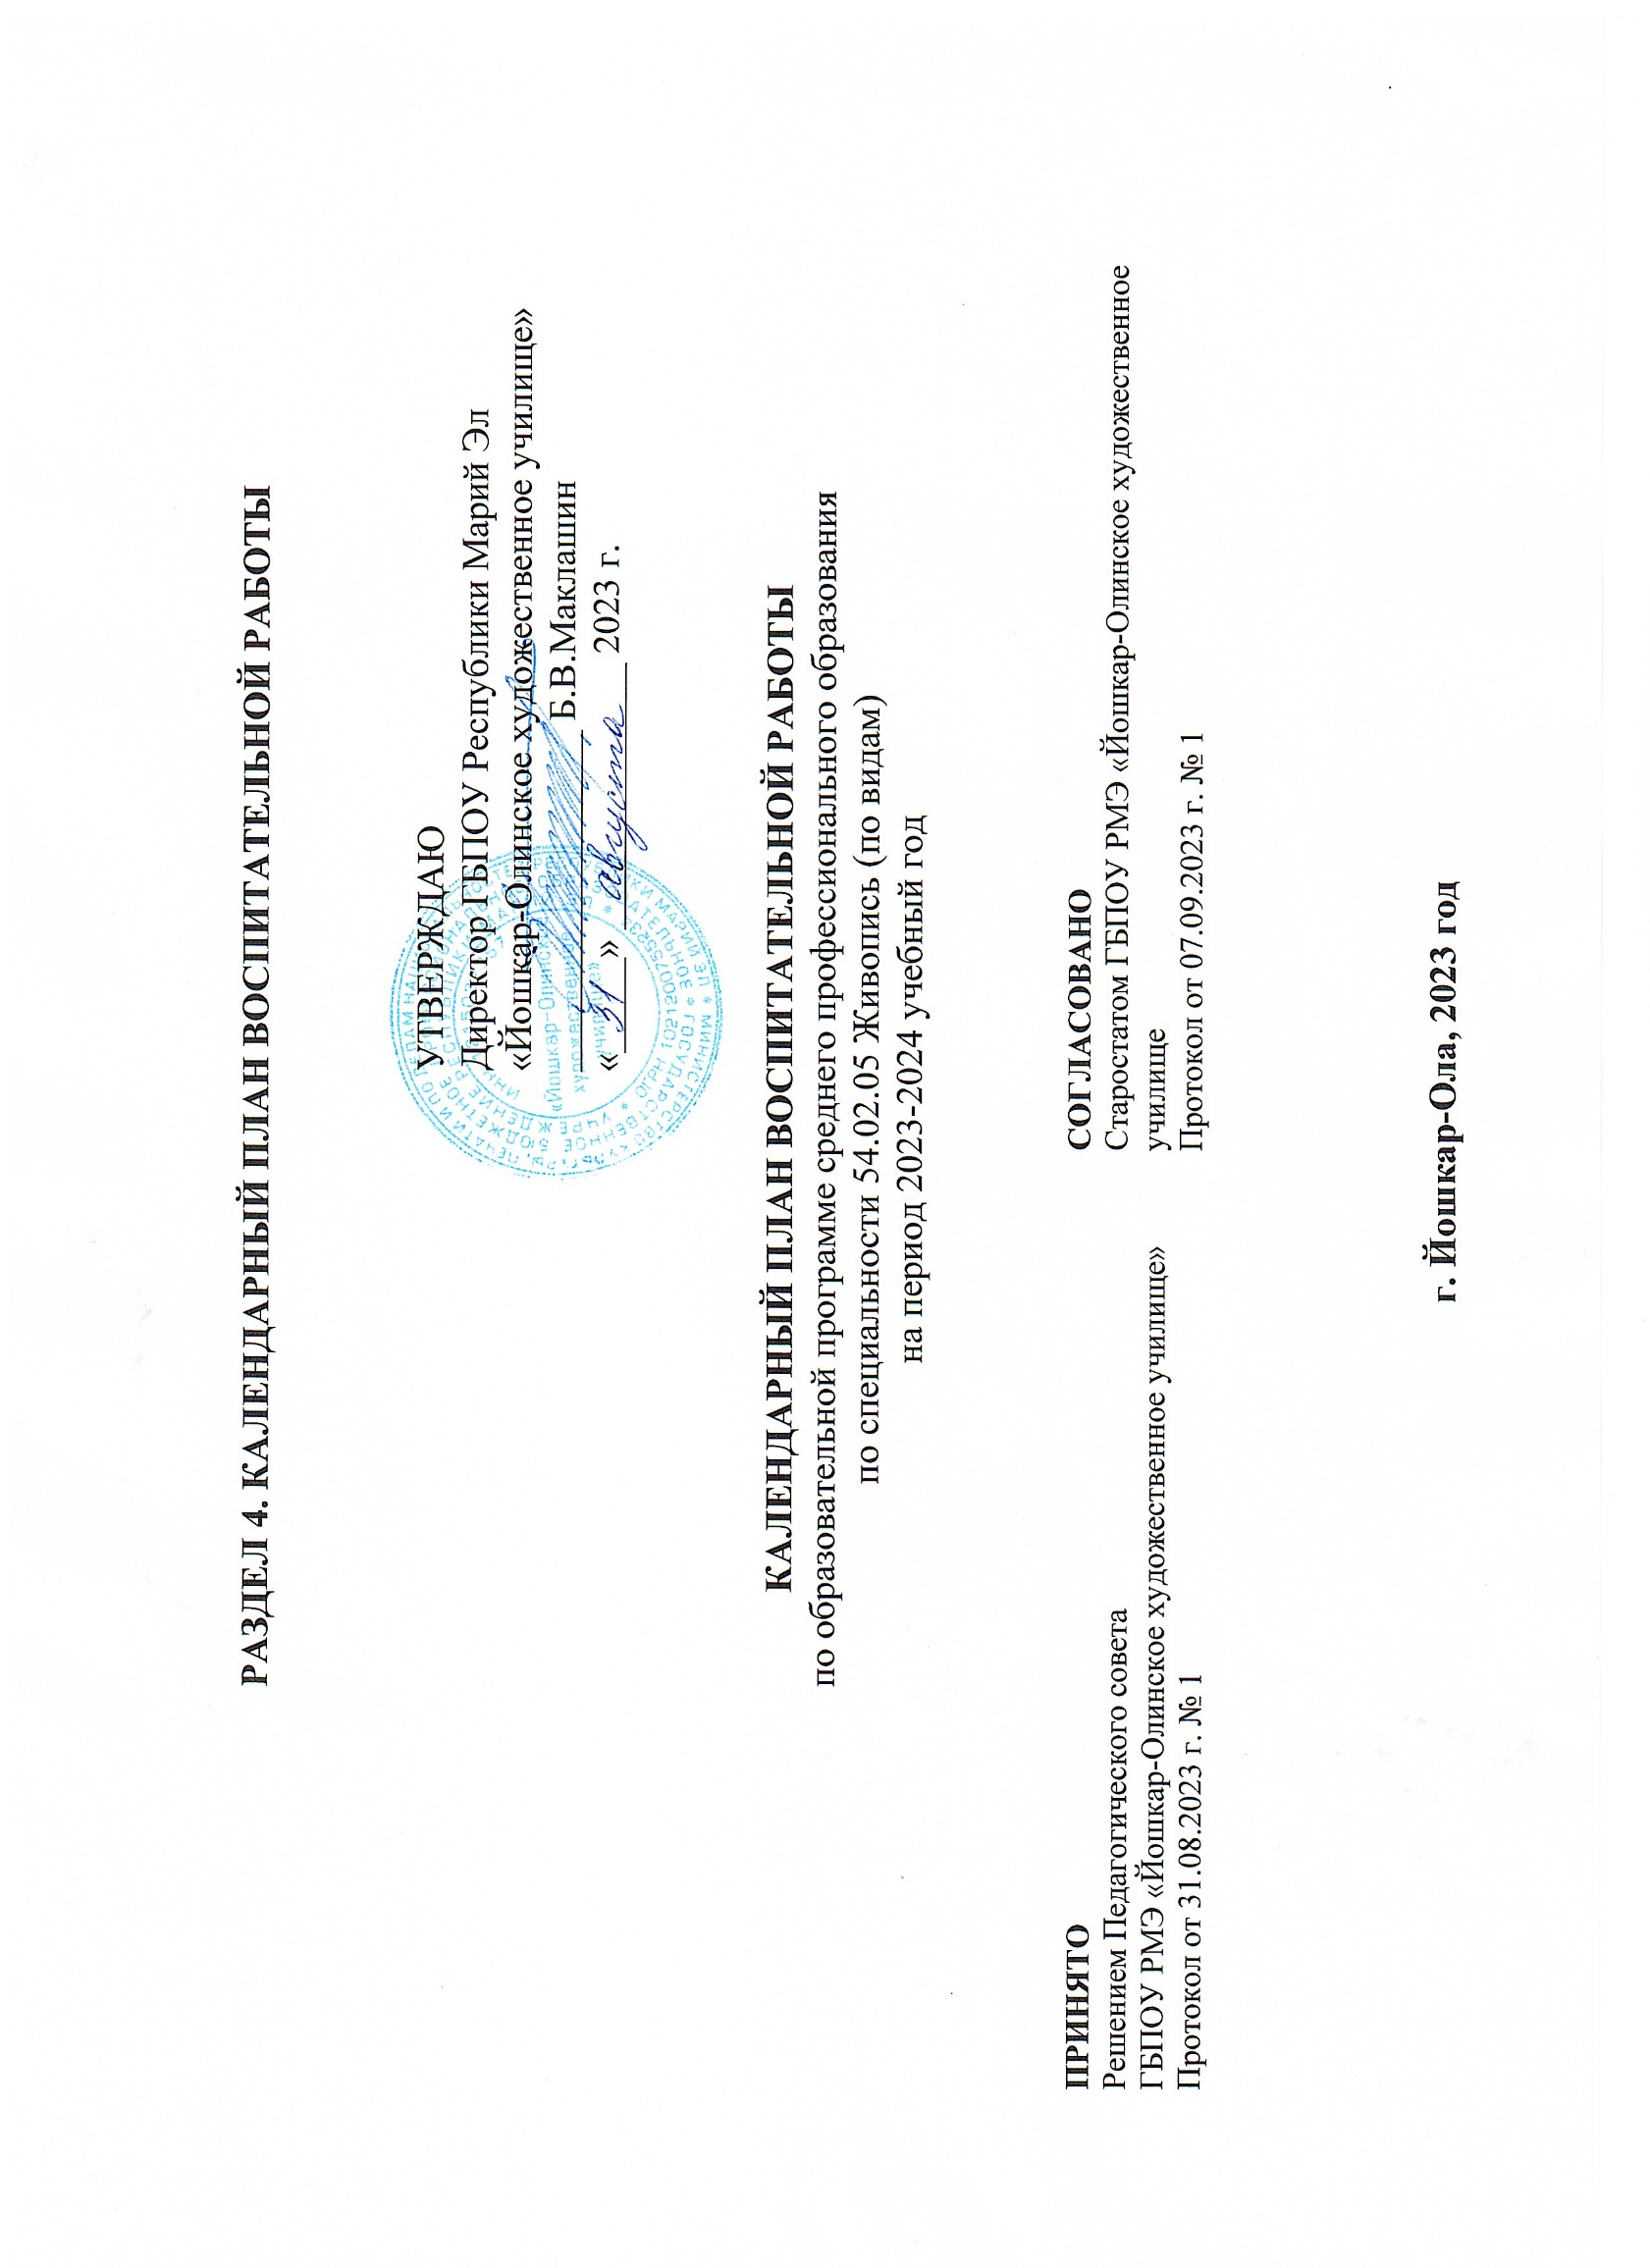 РАЗДЕЛ 4. КАЛЕНДАРНЫЙ ПЛАН ВОСПИТАТЕЛЬНОЙ РАБОТЫ
УТВЕРЖДАЮ
Директор ГБПОУ Республики Марий Эл
«Йошкар-Олинское художественное училище»
Б.В.Маклашин
«31» августа 2023 г.
КАЛЕНДАРНЫЙ ПЛАН ВОСПИТАТЕЛЬНОЙ РАБОТЫ
по образовательной программе среднего профессионального образования
по специальности 54.02.05 Живопись (по видам)
на период 2023-2024 учебный год
ПРИНЯТО
Решением Педагогического совета
ГБПОУ РМЭ «Йошкар-Олинское художественное училище»
Протокол от 31.08.2023 г. № 1
СОГЛАСОВАНО
Старостатом ГБПОУ РМЭ «Йошкар-Олинское художественное
училище
Протокол от 07.09.2023 г. № 1
г. Йошкар-Ола, 2023 год